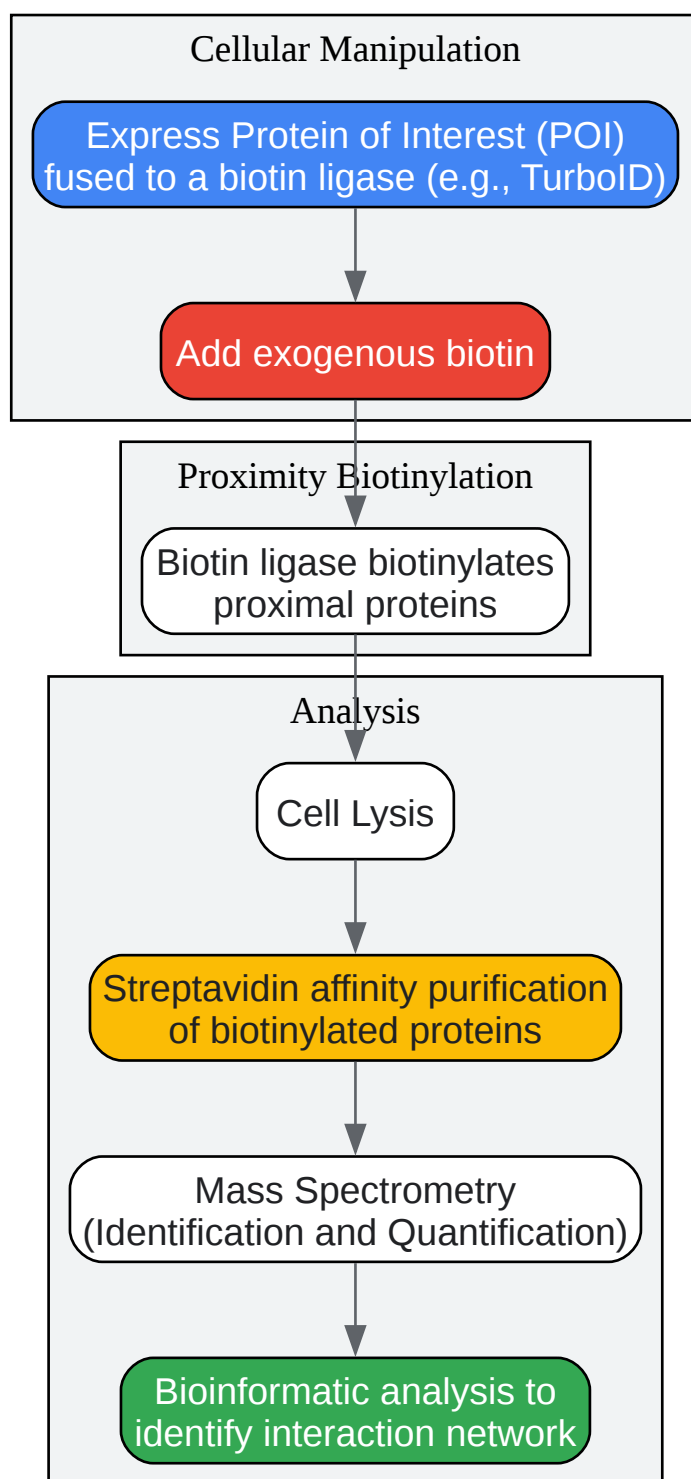 Cellular Manipulation
Express Protein of Interest (POI)
fused to a biotin ligase (e.g., TurboID)
Add exogenous biotin
Proximity Biotinylation
Biotin ligase biotinylates
proximal proteins
Analysis
Cell Lysis
Streptavidin affinity purification
of biotinylated proteins
Mass Spectrometry
(Identification and Quantification)
Bioinformatic analysis to
identify interaction network